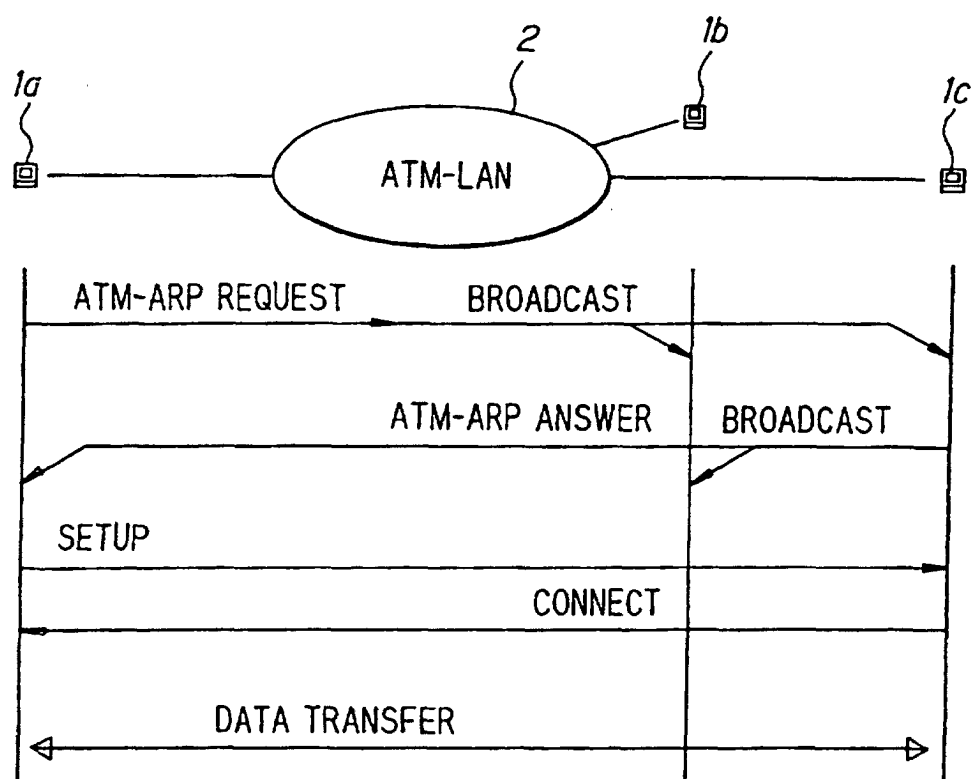 2
1b
1a
1c
ATM-LAN
ATM-ARP REQUEST BROADCAST
ATM-ARP ANSWER BROADCAST
SETUP
CONNECT
DATA TRANSFER